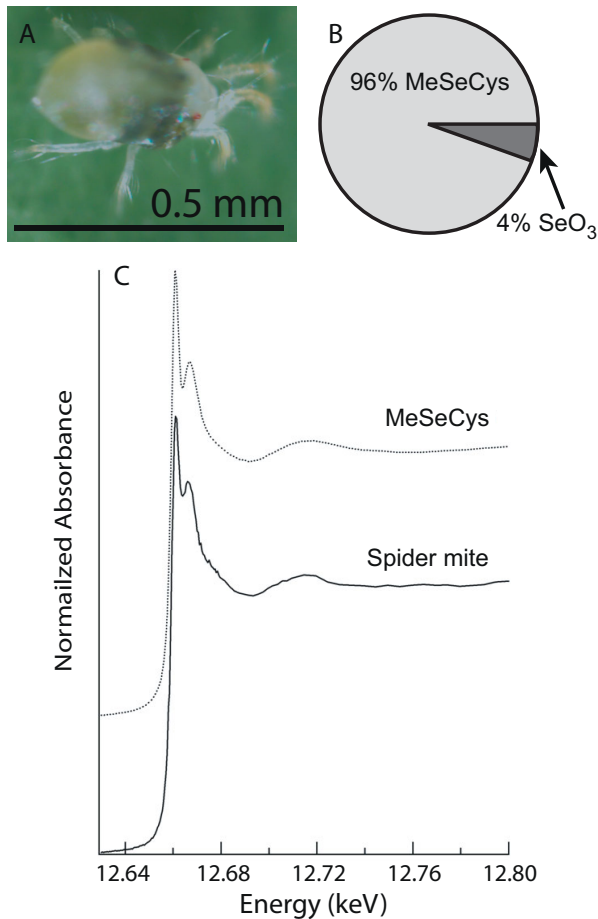 A
0.5 mm
B
96% MeSeCys
4% SeO3
C
MeSeCys
Spider mite
Normailzed Absorbance
12.64 12.68 12.72 12.76 12.80
Energy (keV)